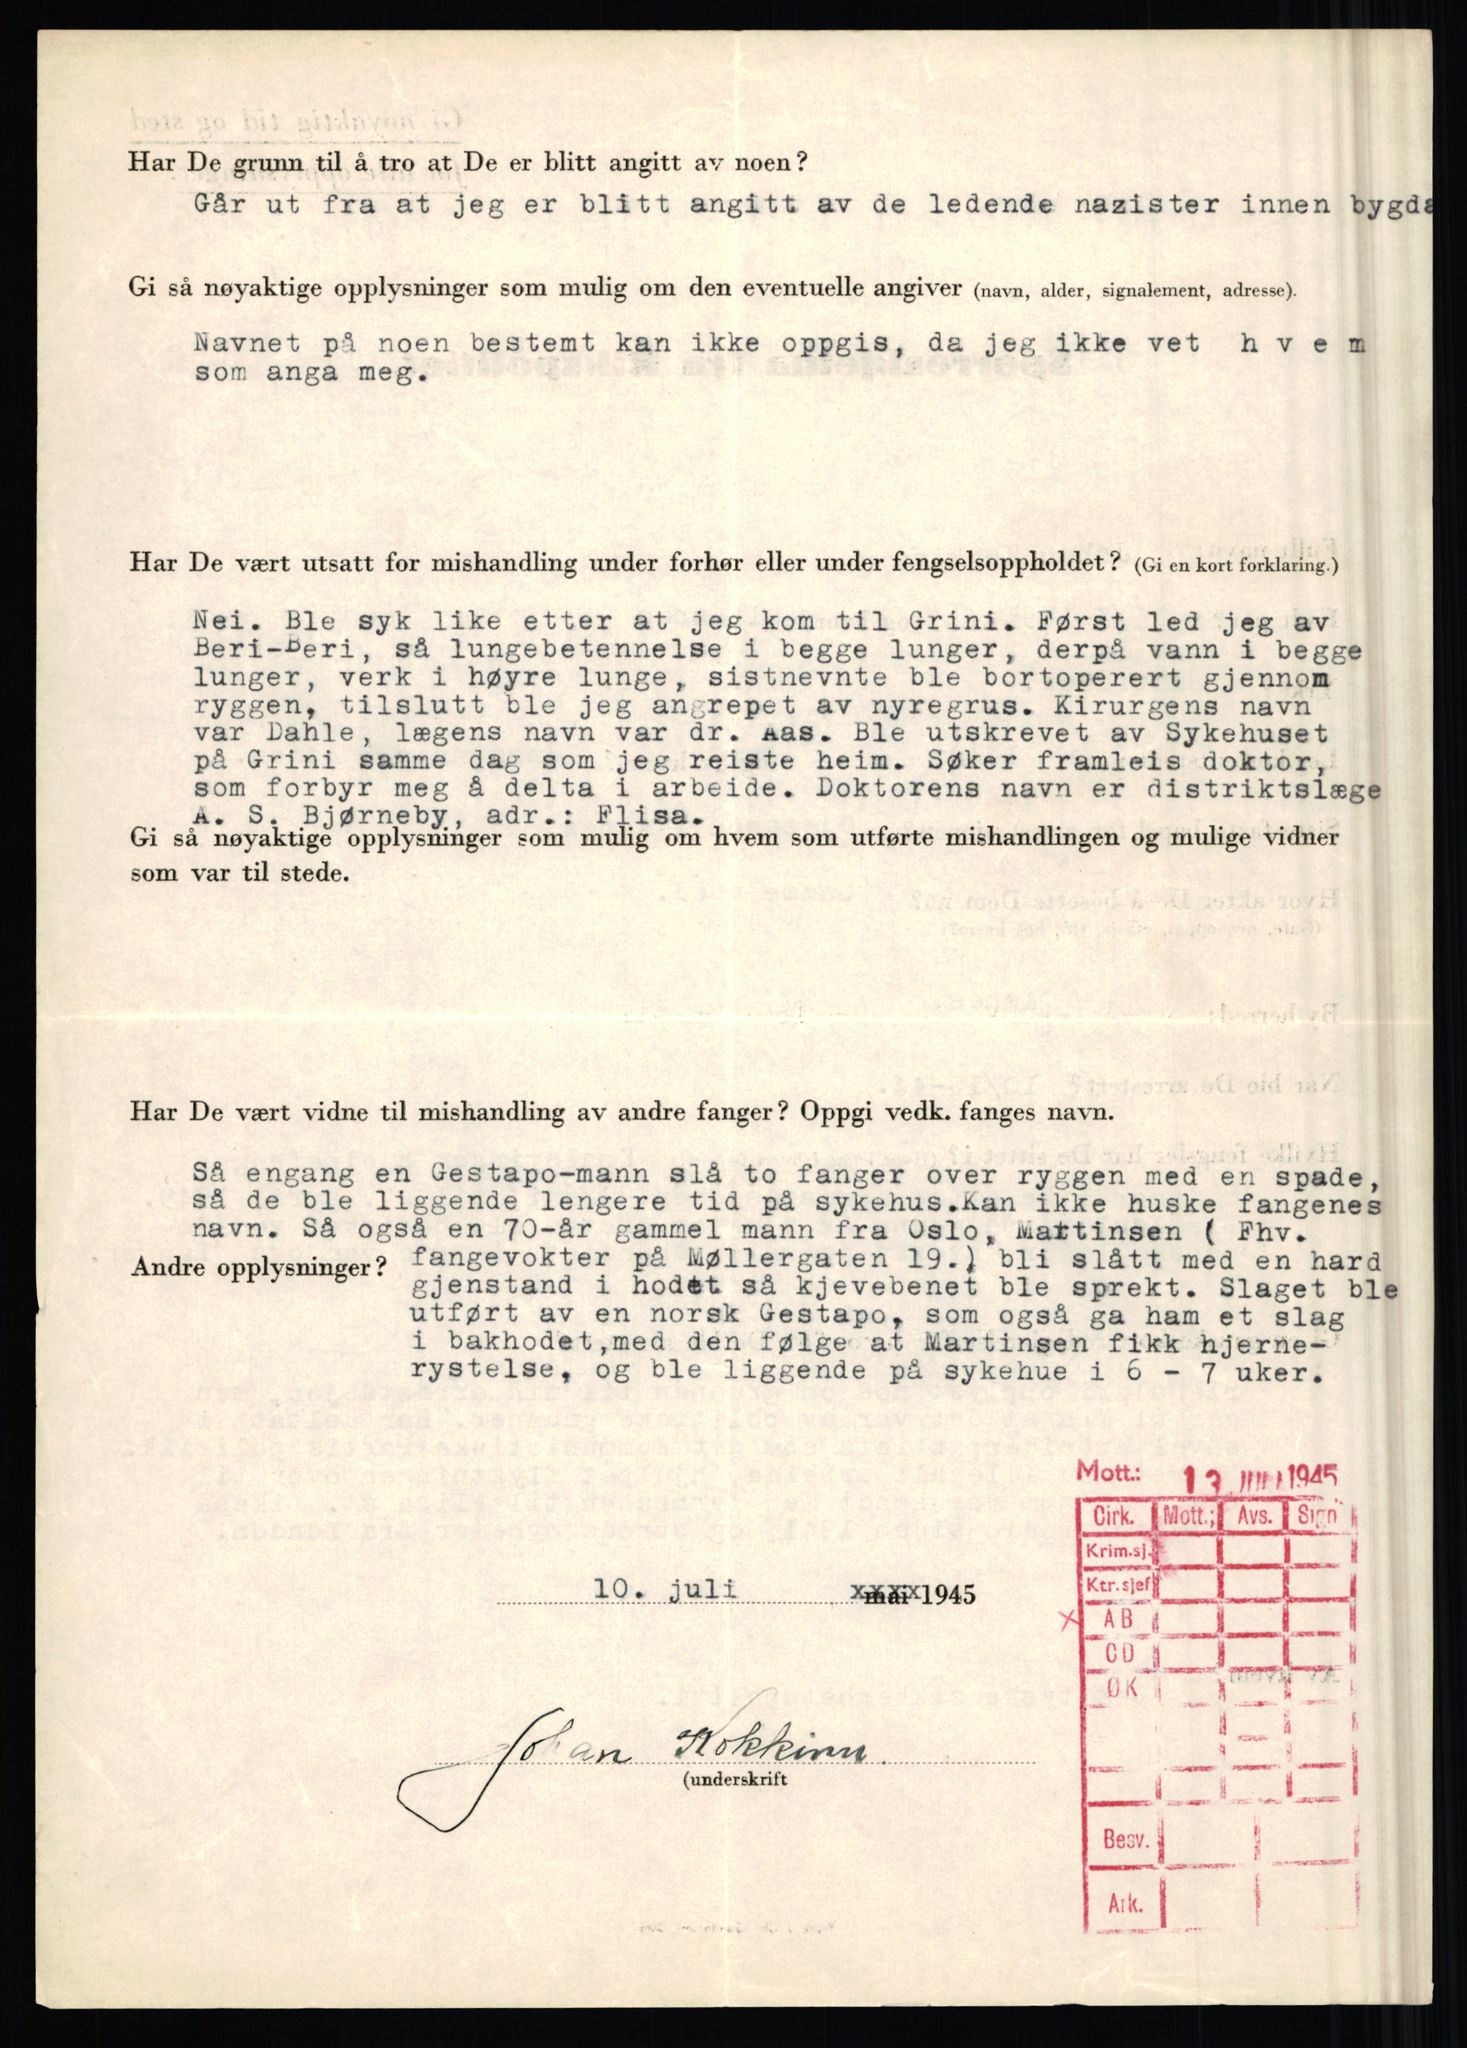 Har De grunn til å tro at De er blitt angitt av noen?
Går ut fra at jeg er blitt angitt av de ledende nazister innen bygda
Gi så nøyaktige opplysninger som mulig om den eventuelle angiver (navn, alder, signalement, adresse).
Navnet på noen bestemt kan ikke oppgis, da jeg ikke vet h v e m
som anga meg.
Har De vært utsatt for mishandling under forhør eller under fengselsoppholdet? (Gi en kort forklaring.)
Nei. Ble syk like etter at jeg kom til Grini. Først led jeg av
Beri-Beri, så lungebetennelse i begge lunger, derpå vann i begge
lunger, verk i høyre lunge, sistnevnte ble bortoperert gjennom
ryggen, tilslutt ble jeg angrepet av nyregrus. Kirurgens navn
var Dahle, lægens navn var dr. Aas. Ble utskrevet av Sykehuset
på Grini samme dag som jeg reiste heim. Søker framleis doktor,
som forbyr meg å delta i arbeide. Doktorens navn er distriktslæge
A. S. Bjørneby, adr.: Flisa.
Gi så nøyaktige opplysninger som mulig om hvem som utførte mishandlingen og mulige vidner
som var til stede.
Har De vært vidne til mishandling av andre fanger? Oppgi vedk. fanges navn.
Så engang en Gestapo-mann slå to fanger over ryggen med en spade,
så de ble liggende lengere tid på sykehus.Kan ikke huske fangenes
navn. Så også en 70-år gammel mann fra Oslo, Martinsen ( Fhv.
fangevokter på Møllergaten 19.) bli slått med en hard
Andre opplysninger?
gjenstand i hodet så kjevebenet ble sprekt. Slaget ble
utført av en norsk Gestapo, som også ga ham et slag
i bakhodet,med den følge at Martinsen fikk hjerne-
rystelse, og ble liggende på sykehue i 6 - 7 uker.
Mott.: 13 JULI 1945
Cirk. Mott.; Avs. Sign
Krim.sj.
Ktr.sjef
x AB
CD
ØK
Besv.
Ark.
10. juli xxxx mai 1945
Johan Kokkinn
(underskrift